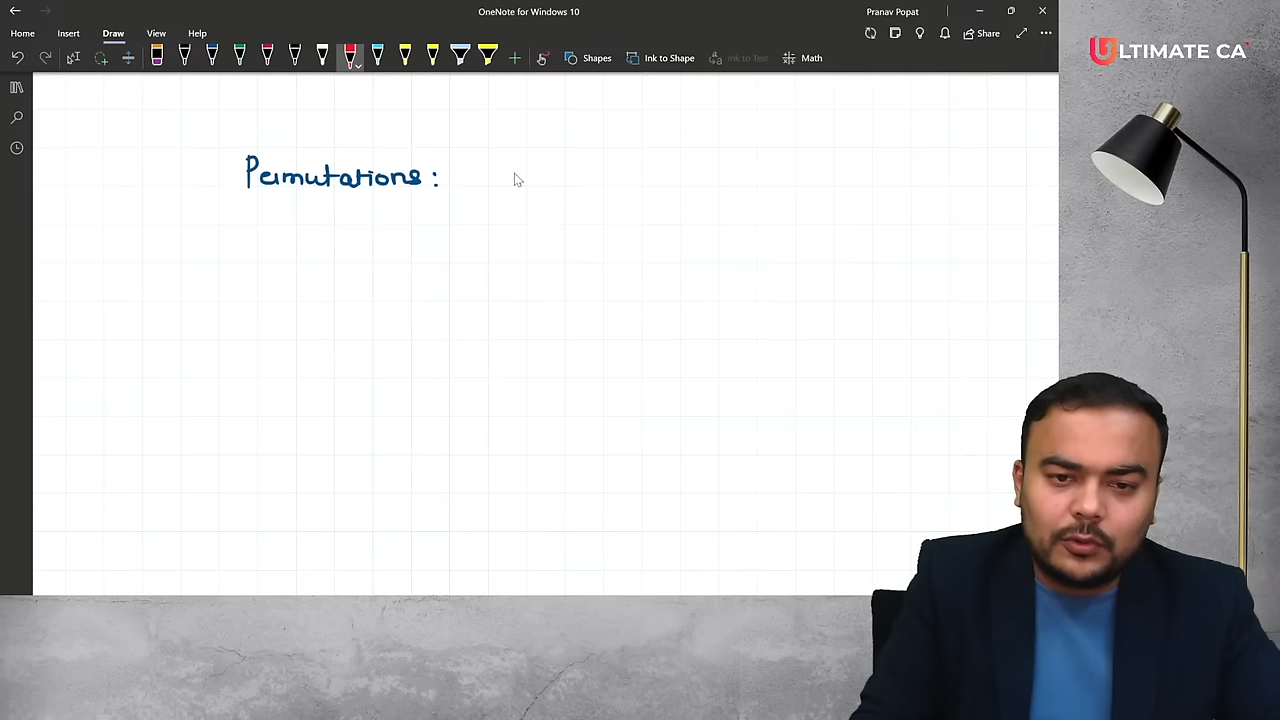 OneNote for Windows 10
Pranav Popat
Home Insert Draw View Help
Share
Shapes
Ink to Shape
Ink to Text
Math
ULTIMATE CA
Permutations :